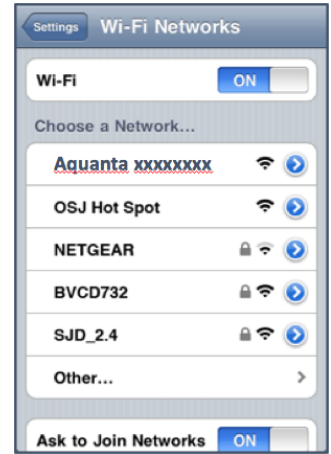 Settings Wi-Fi Networks
Wi-Fi ON
Choose a Network...
Aquanta xxxxxxxx
OSJ Hot Spot
NETGEAR
BVCD732
SJD_2.4
Other...
Ask to Join Networks ON